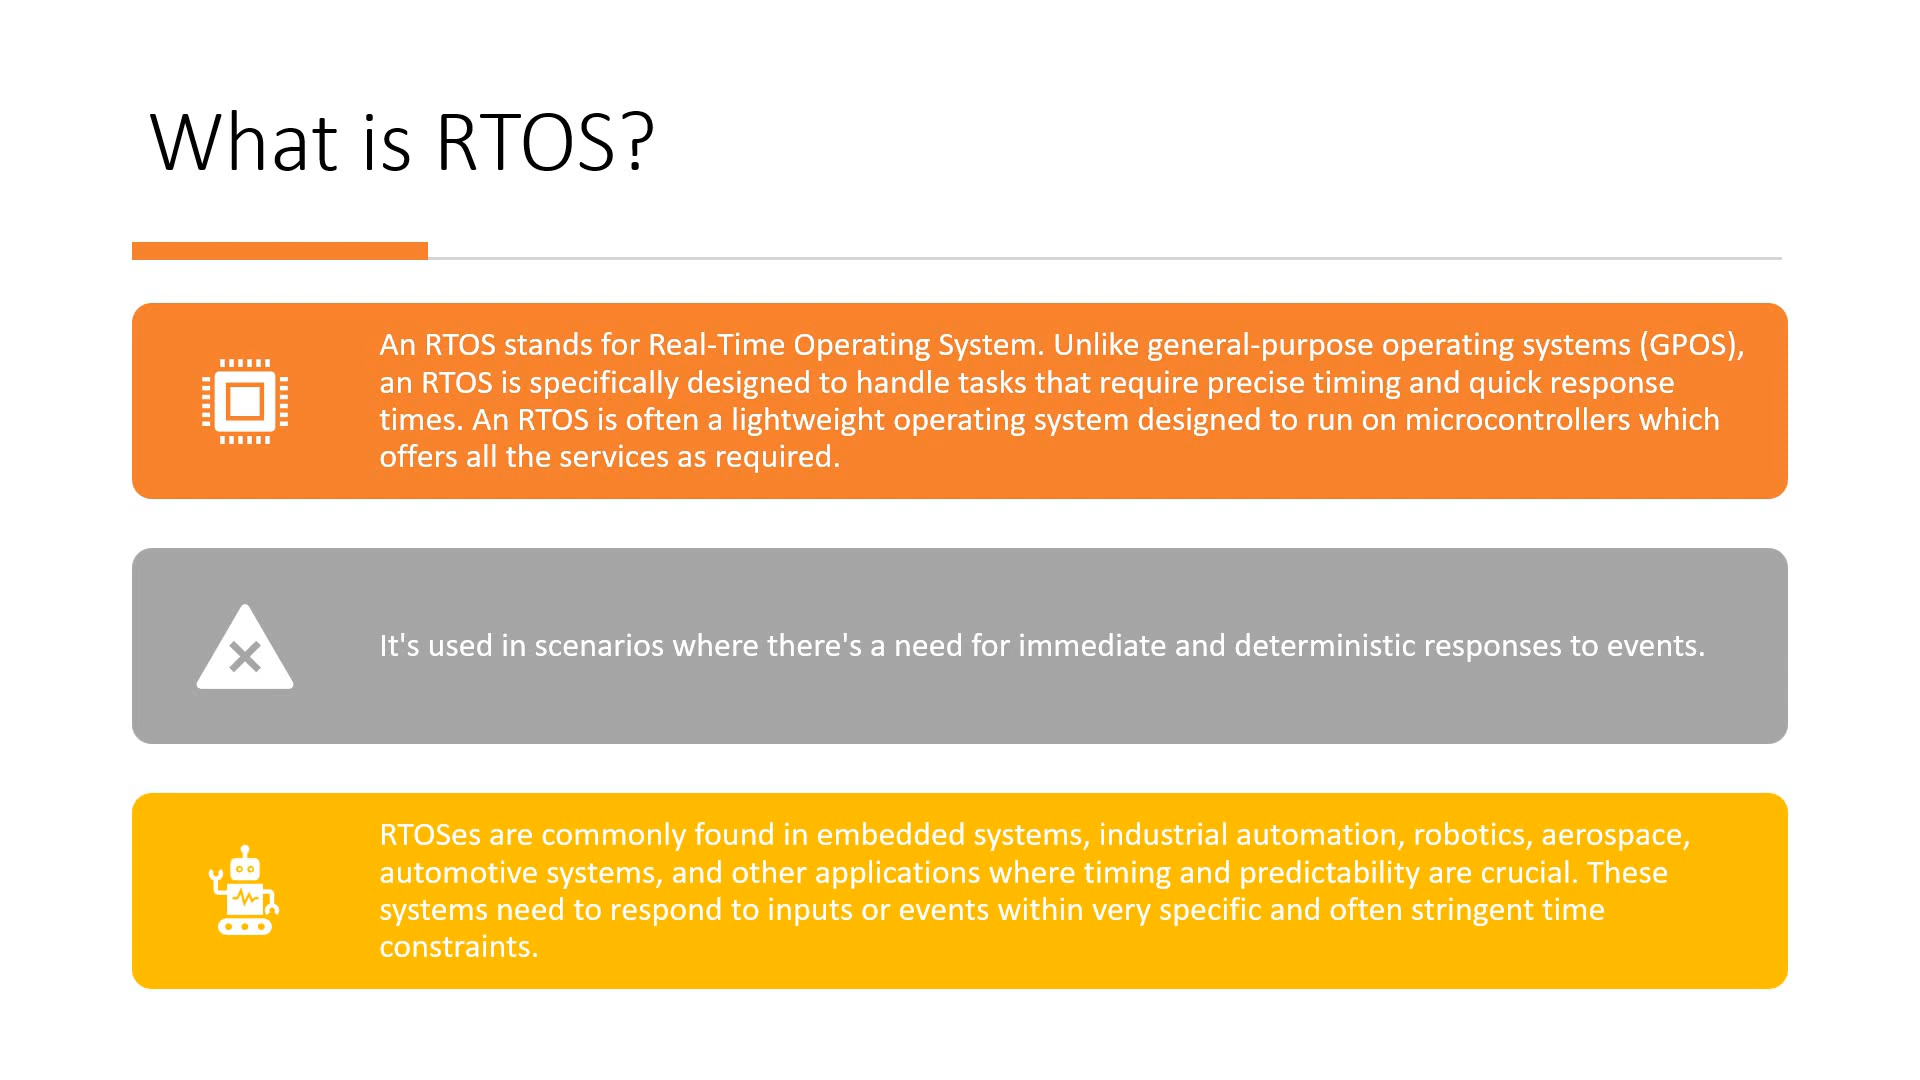 What is RTOS?
An RTOS stands for Real-Time Operating System. Unlike general-purpose operating systems (GPOS),
an RTOS is specifically designed to handle tasks that require precise timing and quick response
times. An RTOS is often a lightweight operating system designed to run on microcontrollers which
offers all the services as required.
It's used in scenarios where there's a need for immediate and deterministic responses to events.
RTOSes are commonly found in embedded systems, industrial automation, robotics, aerospace,
automotive systems, and other applications where timing and predictability are crucial. These
systems need to respond to inputs or events within very specific and often stringent time
constraints.